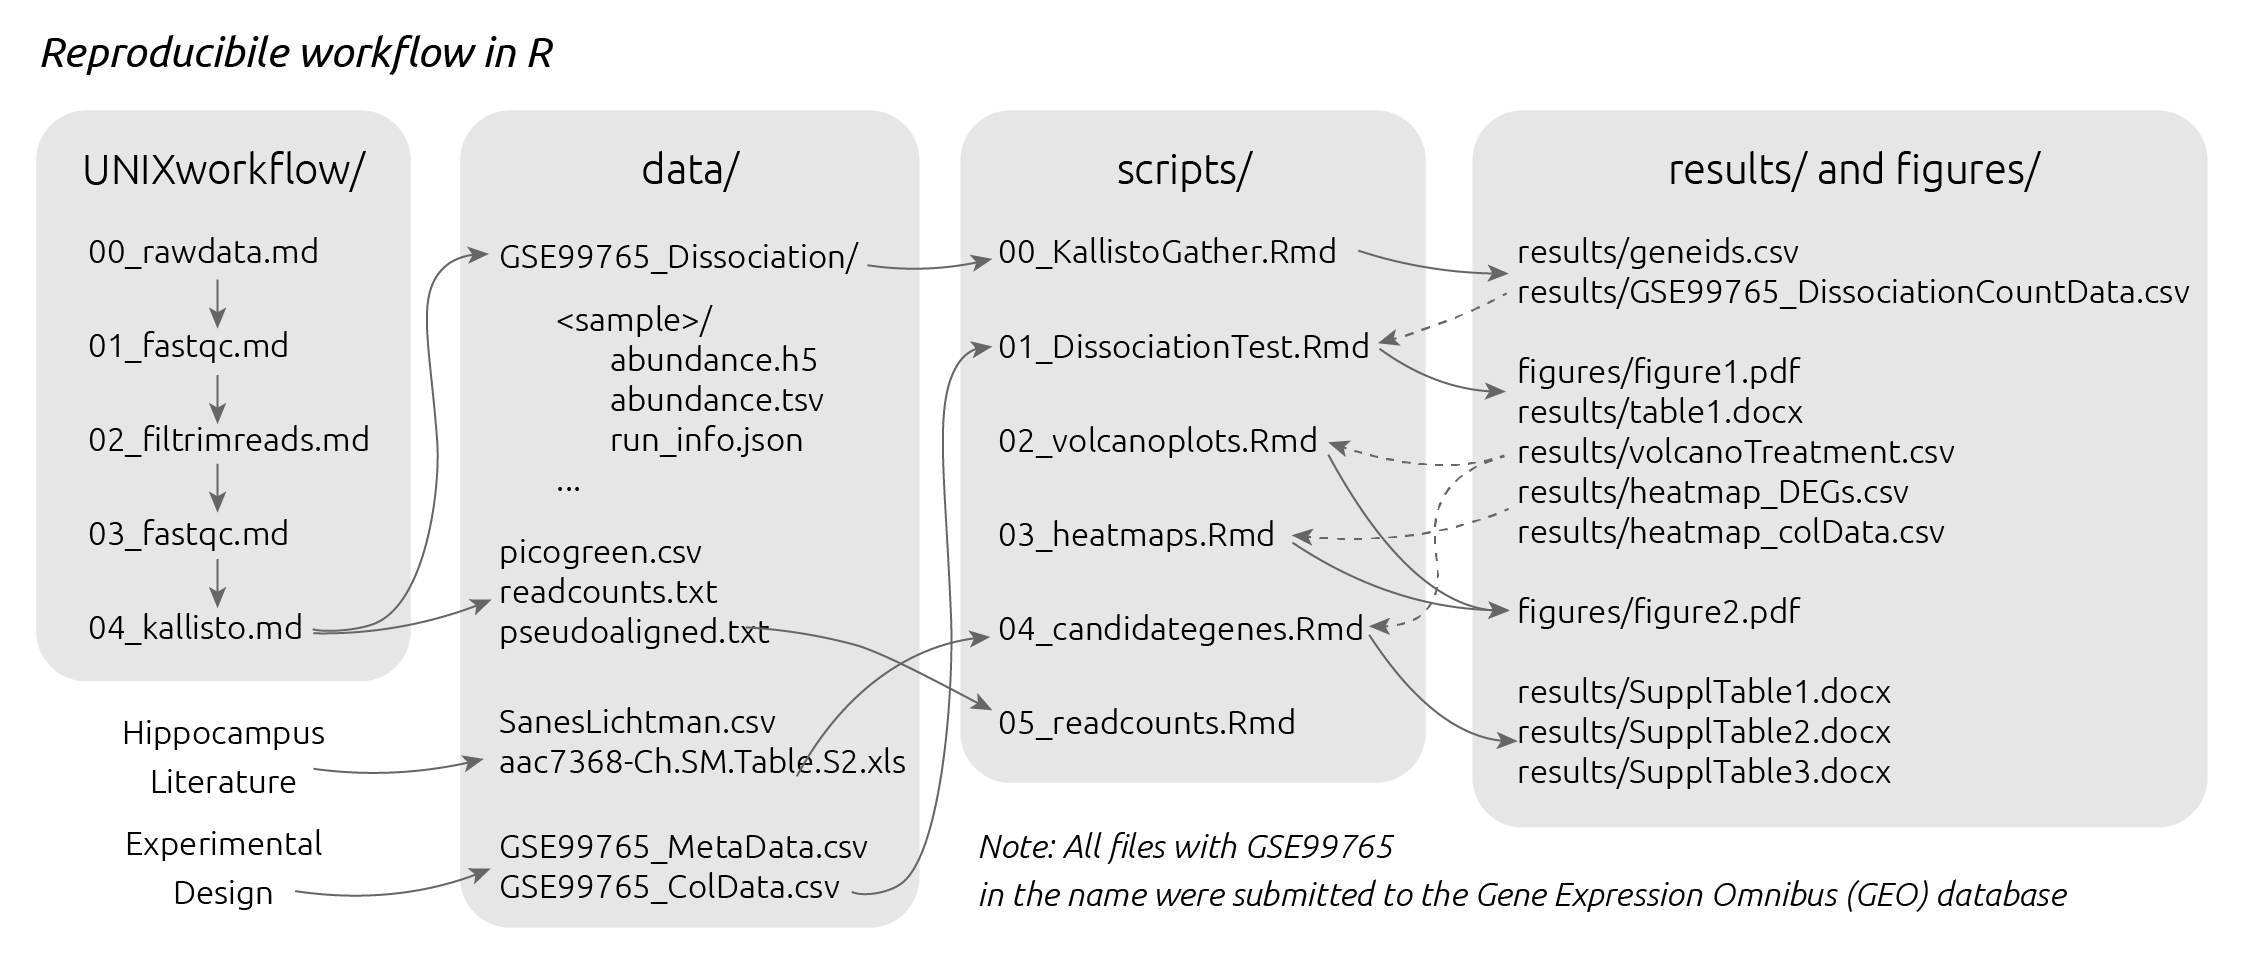 Reproducibile workflow in R
UNIXworkflow/
00_rawdata.md
01_fastqc.md
02_filtrimreads.md
03_fastqc.md
04_kallisto.md
Hippocampus
Literature
Experimental
Design
data/
GSE99765_Dissociation/
<sample>/
abundance.h5
abundance.tsv
run_info.json
...
picogreen.csv
readcounts.txt
pseudoaligned.txt
SanesLichtman.csv
aac7368-Ch.SM.Table.S2.xls
GSE99765_MetaData.csv
GSE99765_ColData.csv
scripts/
00_KallistoGather.Rmd
01_DissociationTest.Rmd
02_volcanoplots.Rmd
03_heatmaps.Rmd
04_candidategenes.Rmd
05_readcounts.Rmd
results/ and figures/
results/geneids.csv
results/GSE99765_DissociationCountData.csv
figures/figure1.pdf
results/table1.docx
results/volcanoTreatment.csv
results/heatmap_DEGs.csv
results/heatmap_colData.csv
figures/figure2.pdf
results/SupplTable1.docx
results/SupplTable2.docx
results/SupplTable3.docx
Note: All files with GSE99765
in the name were submitted to the Gene Expression Omnibus (GEO) database